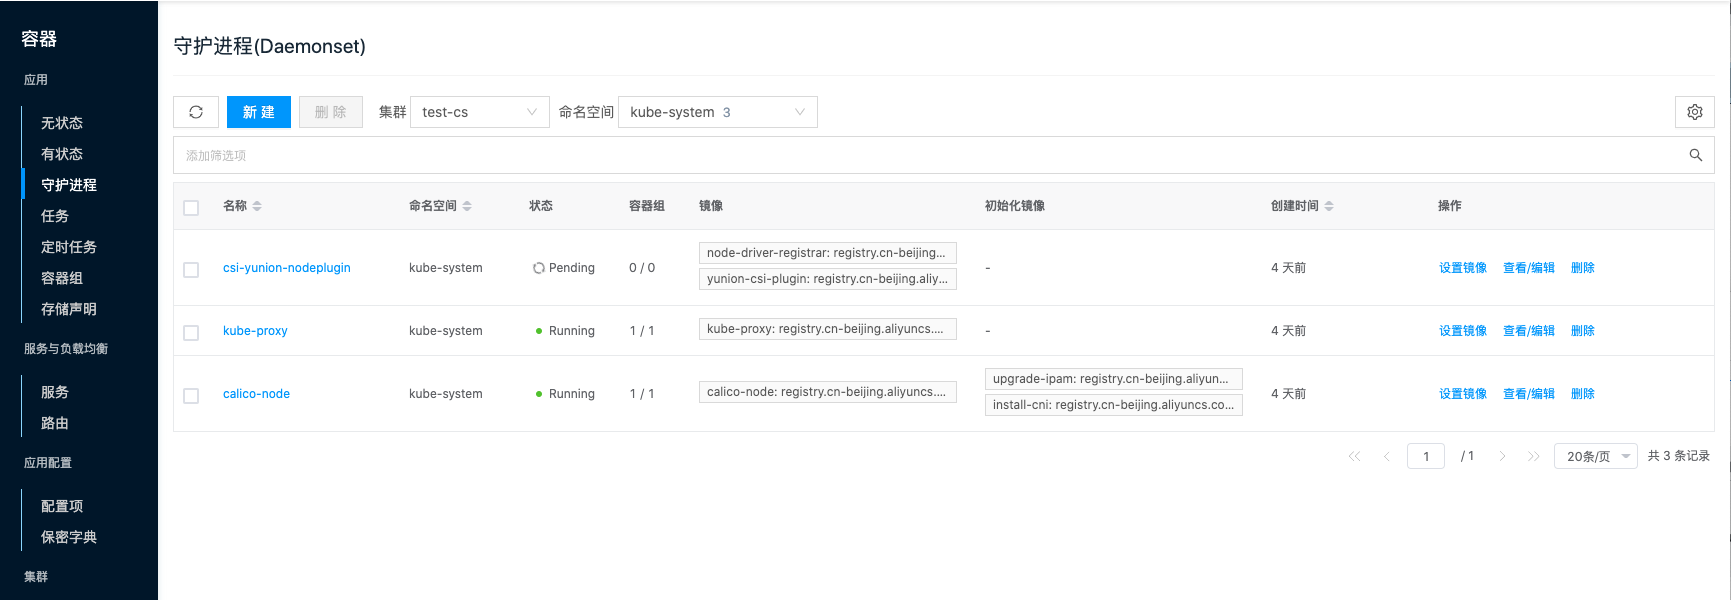 容器
应用
无状态
有状态
守护进程
任务
定时任务
容器组
存储声明
服务与负载均衡
服务
路由
应用配置
配置项
保密字典
集群
守护进程(Daemonset)
新 建 删 除 集群 test-cs 命名空间 kube-system 3
添加筛选项
名称 命名空间 状态 容器组 镜像 初始化镜像 创建时间 操作
csi-yunion-nodeplugin kube-system Pending 0 / 0 node-driver-registrar: registry.cn-beijing... - 4 天前 设置镜像 查看/编辑 删除
yunion-csi-plugin: registry.cn-beijing.aliy...
kube-proxy kube-system Running 1 / 1 kube-proxy: registry.cn-beijing.aliyuncs.... - 4 天前 设置镜像 查看/编辑 删除
calico-node kube-system Running 1 / 1 calico-node: registry.cn-beijing.aliyuncs.... upgrade-ipam: registry.cn-beijing.aliyun... 4 天前 设置镜像 查看/编辑 删除
install-cni: registry.cn-beijing.aliyuncs.co...
1 / 1 20条/页 共 3 条记录